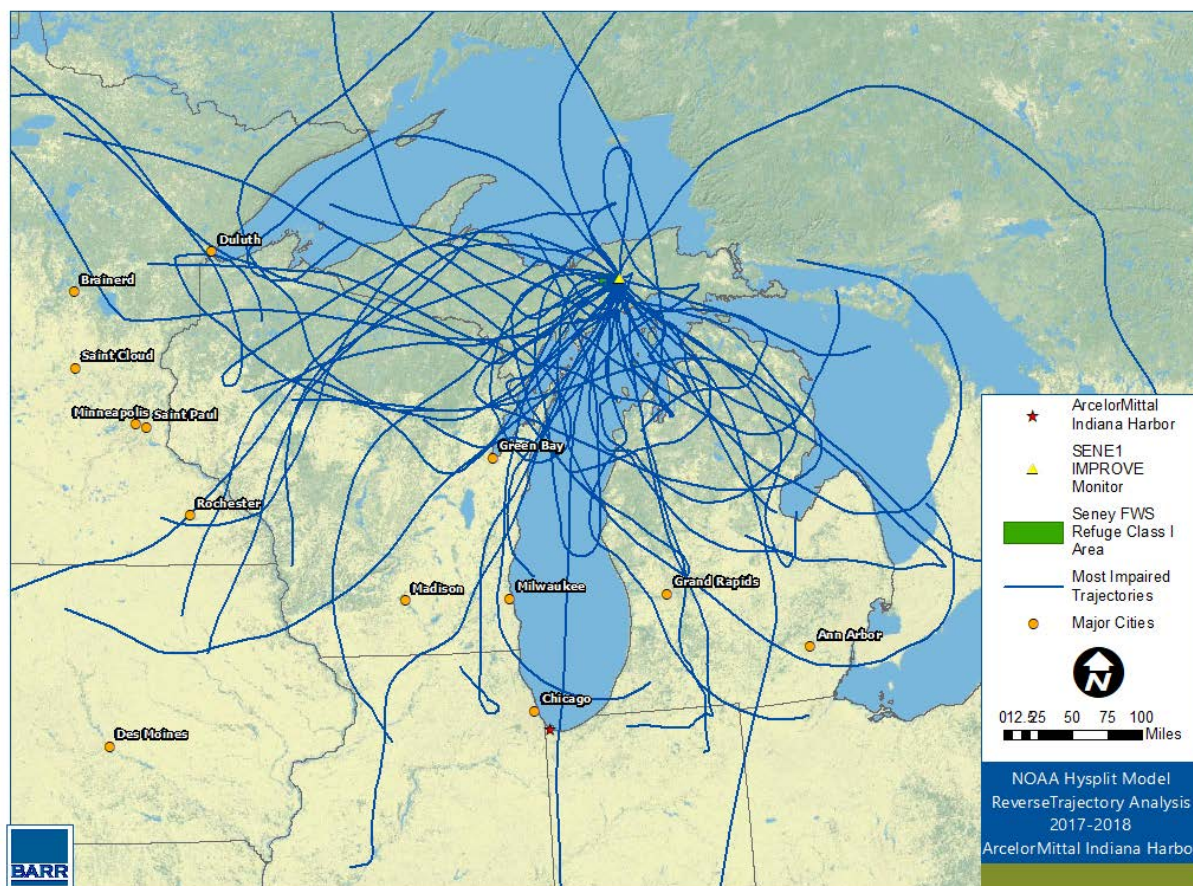 Duluth
Brainerd
Saint Cloud
Minneapolis
Saint Paul
Green Bay
Rochester
Madison
Milwaukee
Grand Rapids
Ann Arbor
Chicago
Des Moines
ArcelorMittal
Indiana Harbor
SENE1
IMPROVE
Monitor
Seney FWS
Refuge Class I
Area
Most Impaired
Trajectories
Major Cities
N
012.525 50 75 100
Miles
NOAA Hysplit Model
ReverseTrajectory Analysis
2017-2018
ArcelorMittal Indiana Harbo
BARR